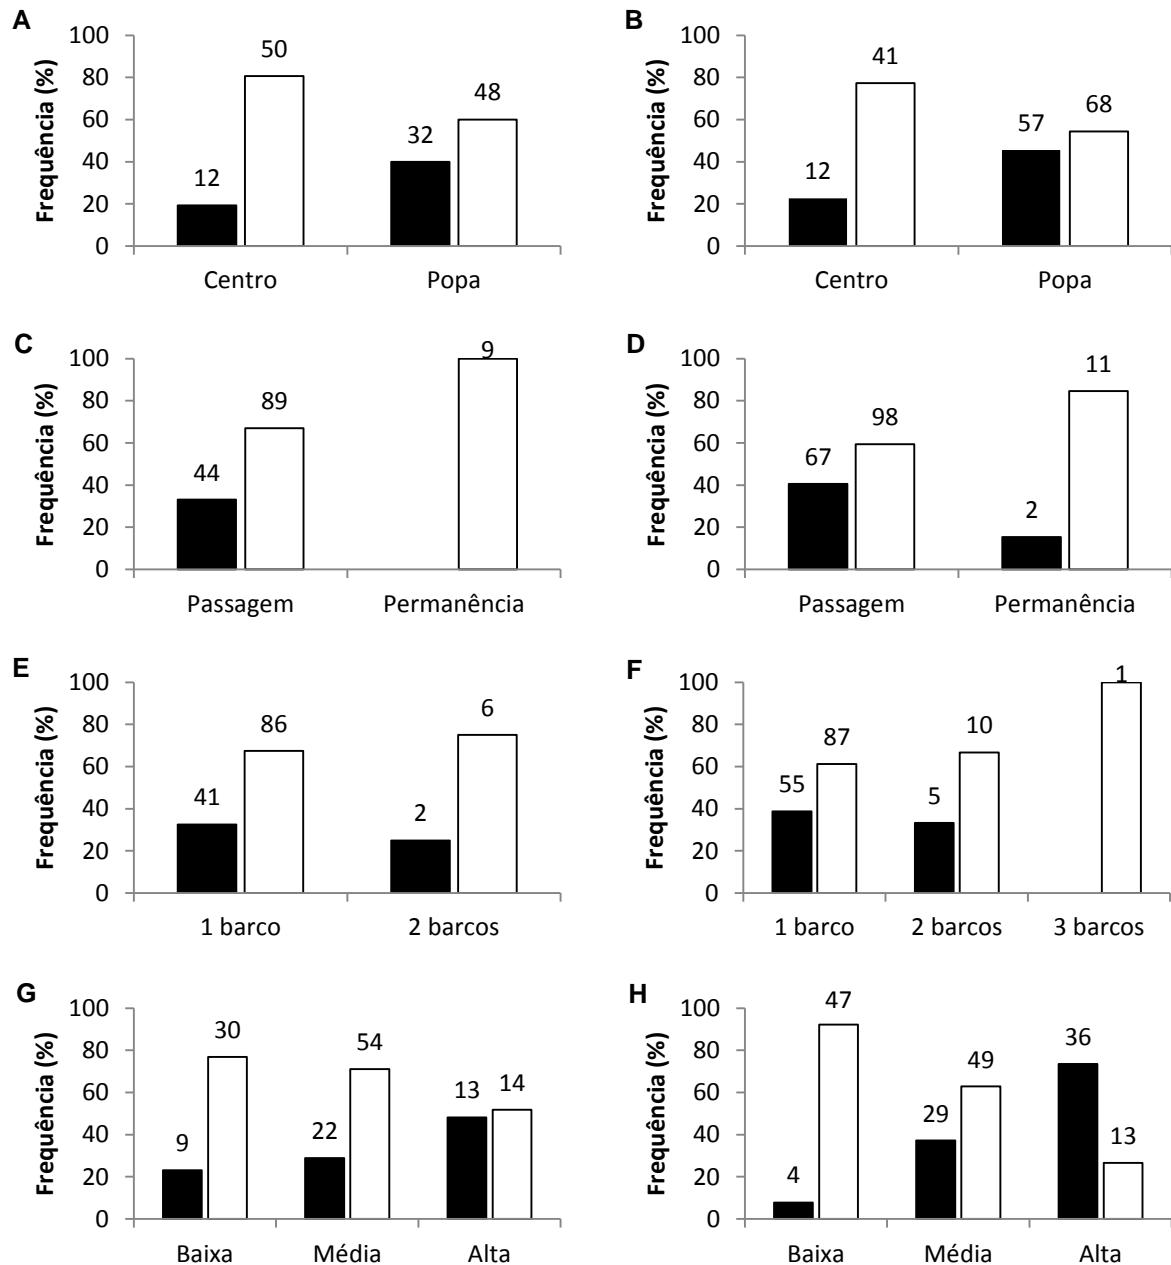 A
Frequência (%)
100
80
60
40
20
0
12
50
32
48
Centro
Popa
B
Frequência (%)
100
80
60
40
20
0
12
41
57
68
Centro
Popa
C
Frequência (%)
100
80
60
40
20
0
44
89
9
Passagem
Permanência
D
Frequência (%)
100
80
60
40
20
0
67
98
2
11
Passagem
Permanência
E
Frequência (%)
100
80
60
40
20
0
41
86
2
6
1 barco
2 barcos
F
Frequência (%)
100
80
60
40
20
0
55
87
5
10
1
1 barco
2 barcos
3 barcos
G
Frequência (%)
100
80
60
40
20
0
9
30
22
54
13
14
Baixa
Média
Alta
H
Frequência (%)
100
80
60
40
20
0
4
47
29
49
36
13
Baixa
Média
Alta